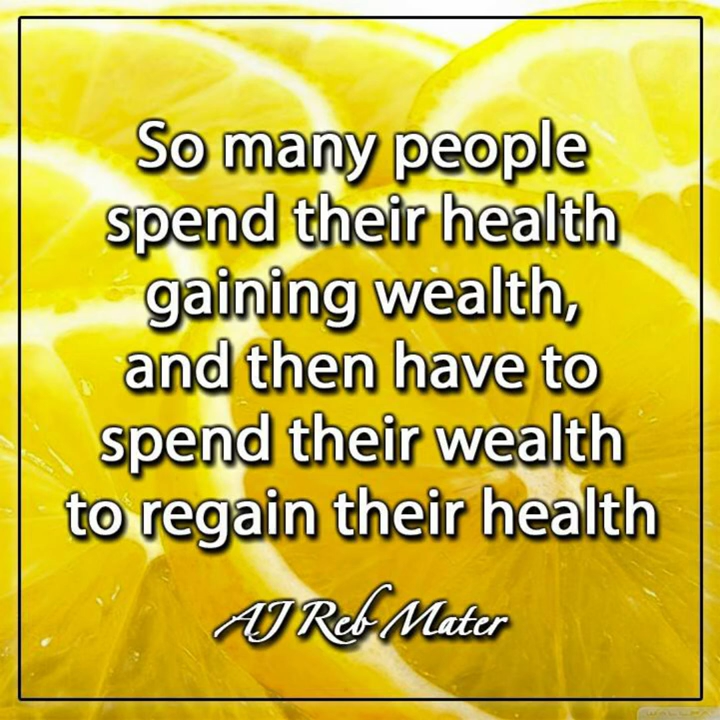 So many people
spend their health
gaining wealth,
and then have to
spend their wealth
to regain their health
AJ Reb Mater